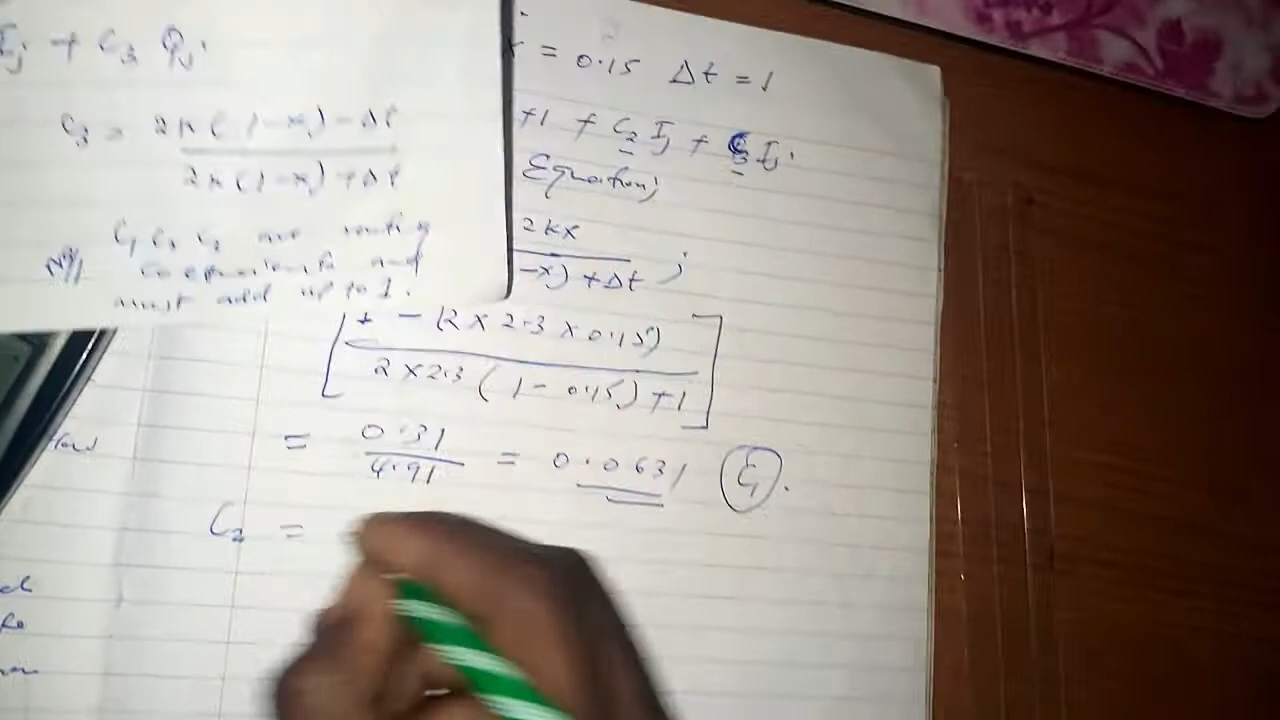 Ij + C3 Qj
C3 = 2K(1-x) - Δt
2K(1-x) + Δt
C1 C2 C3 are routing
and
must add up to 1.
= 0.15 Δt = 1
+1 + C2 Ij + C3 Ij
Equation;
2Kx
-x) + Δt ;
- (2 x 2.3 x 0.15)
2 x 2.3 ( 1 - 0.15 ) + 1
= 0.31
4.91
= 0.0631 C1.
C2 =